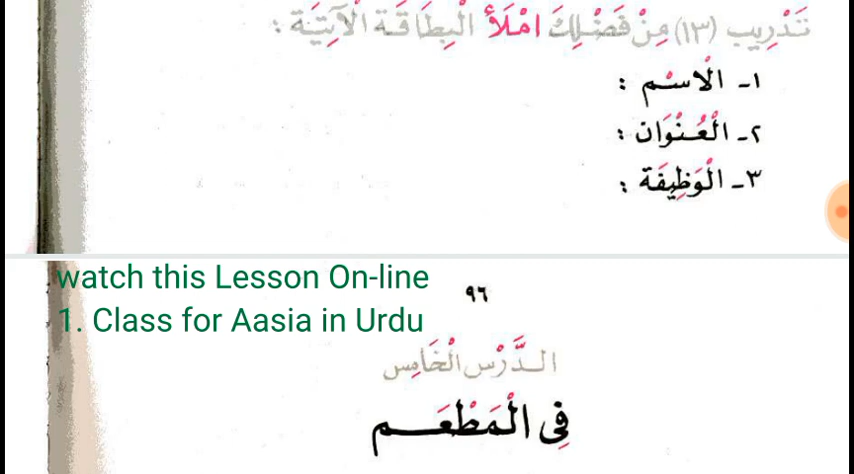 تَدْرِيب (١٣) مِنْ فَضْلِكَ امْلَأْ الْبِطَاقَةَ الْآتِيَّةَ :
١ـ الْاسْم :
٢ـ الْعُنْوَان :
٣ـ الْوَظِيفَة :
watch this Lesson On-line
1. Class for Aasia in Urdu
٩٦
الدَّرْسُ الْخَامِس
فِي الْمَطْعَم